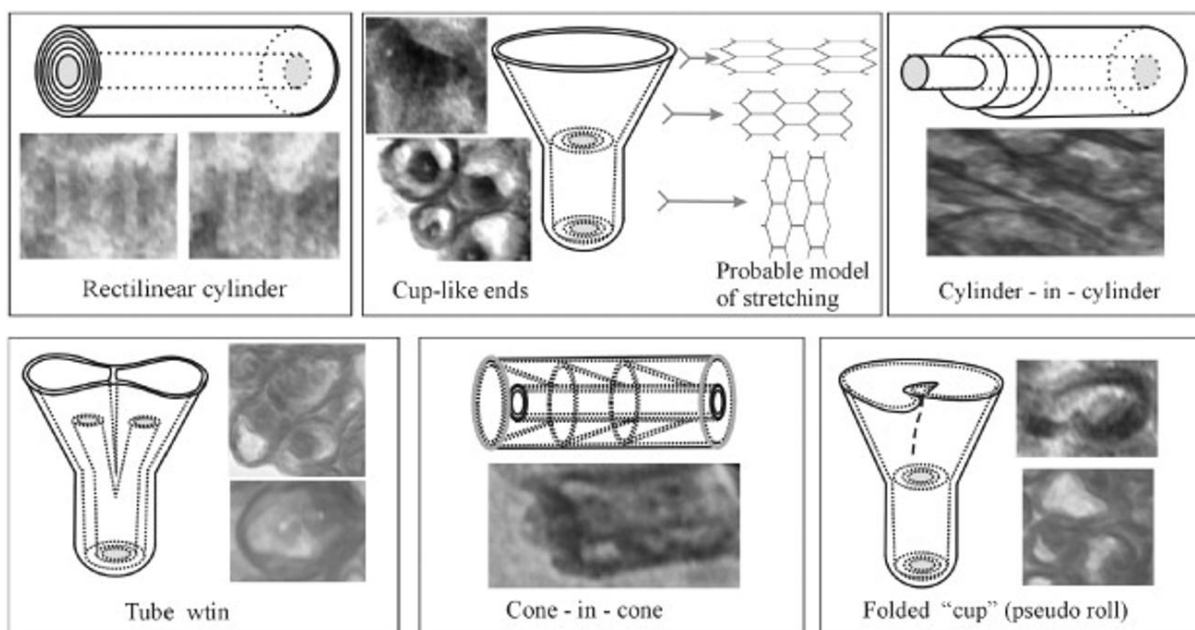 Rectilinear cylinder
Cup-like ends
Probable model
of stretching
Cylinder - in - cylinder
Tube wtin
Cone - in - cone
Folded “cup” (pseudo roll)